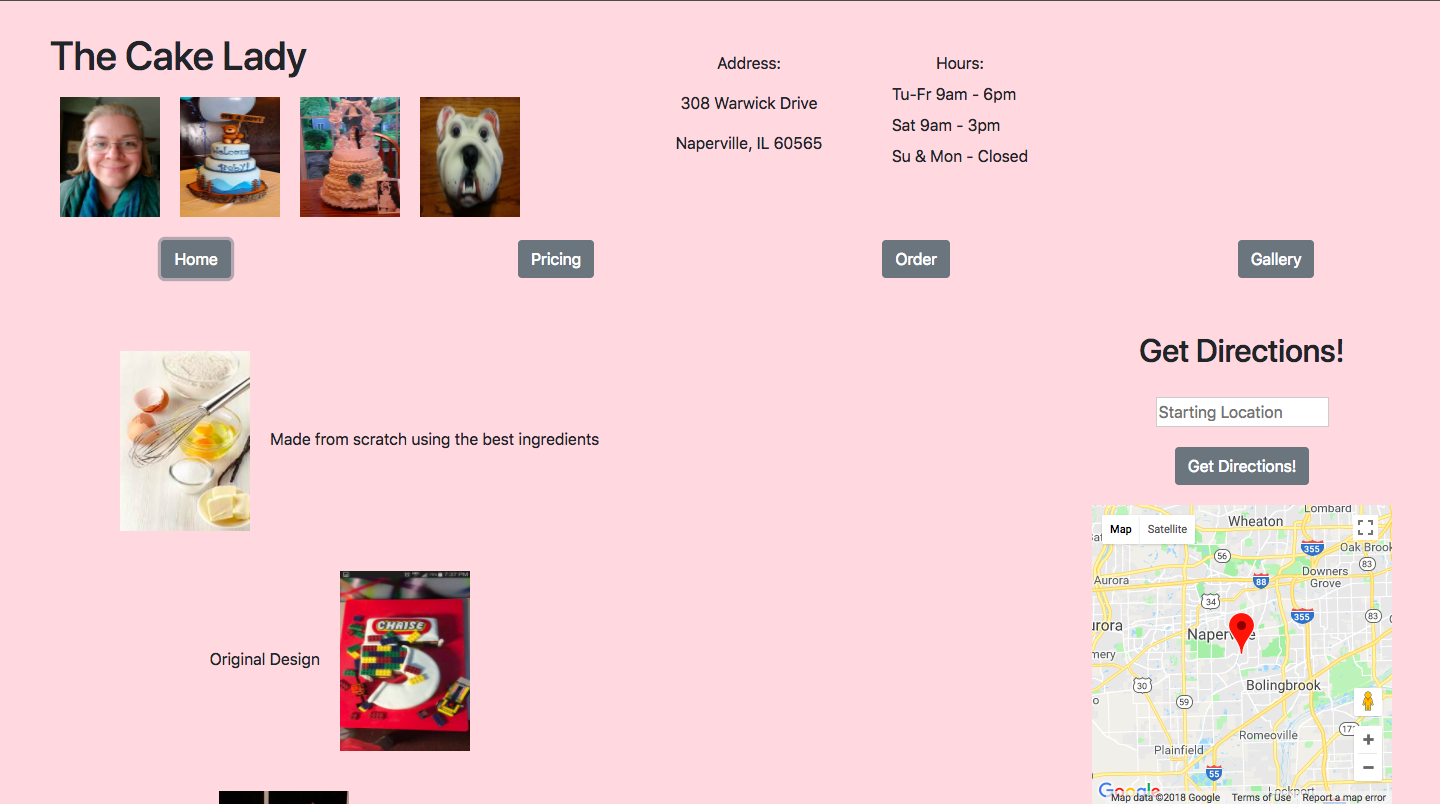 The Cake Lady
Address:
308 Warwick Drive
Naperville, IL 60565
Hours:
Tu-Fr 9am - 6pm
Sat 9am - 3pm
Su & Mon - Closed
Welcome
Home
Pricing
Order
Gallery
Made from scratch using the best ingredients
CHAISE
Original Design
Get Directions!
Starting Location
Get Directions!
Map
Satellite
Wheaton
Lombard
355
Oak Brook
56
83
Downers
Grove
88
Aurora
34
355
83
Naperville
30
Bolingbrook
59
Romeoville
Plainfield
55
Lockport
Google
Map data ©2018 Google
Terms of Use
Report a map error